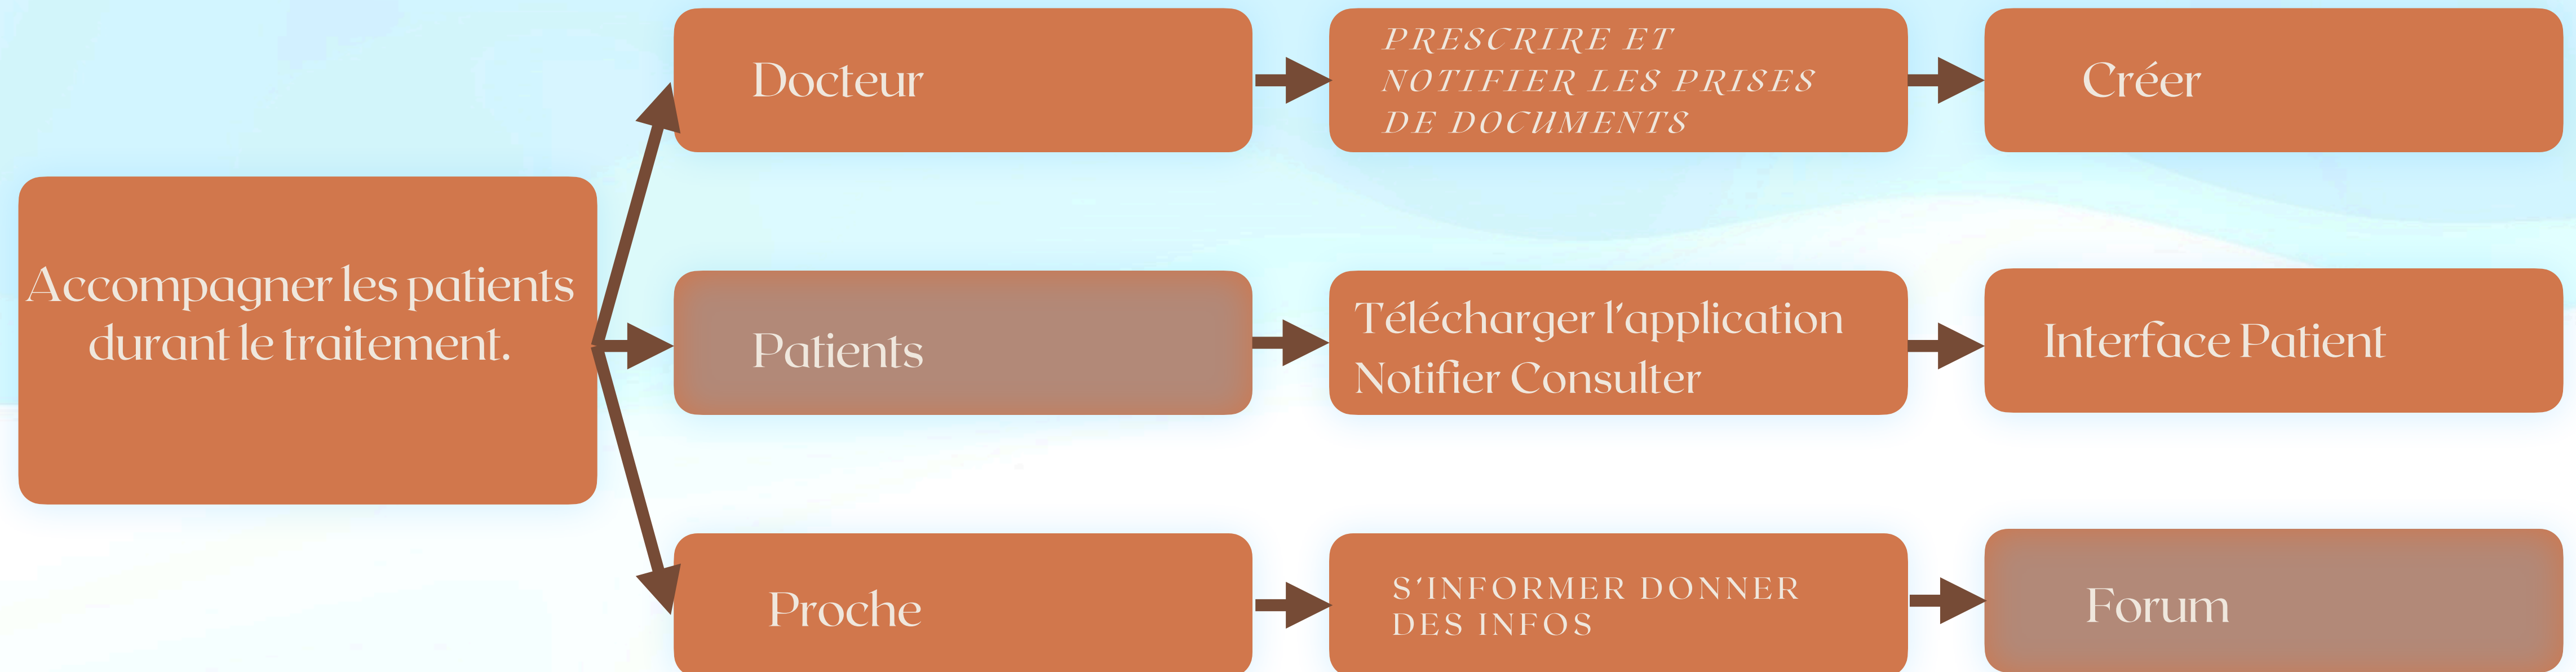 Accompagner les patients
durant le traitement.
Docteur
PRESCRIRE ET
NOTIFIER LES PRISES
DE DOCUMENTS
Créer
Patients
Télécharger l'application
Notifier Consulter
Interface Patient
Proche
S'INFORMER DONNER
DES INFOS
Forum